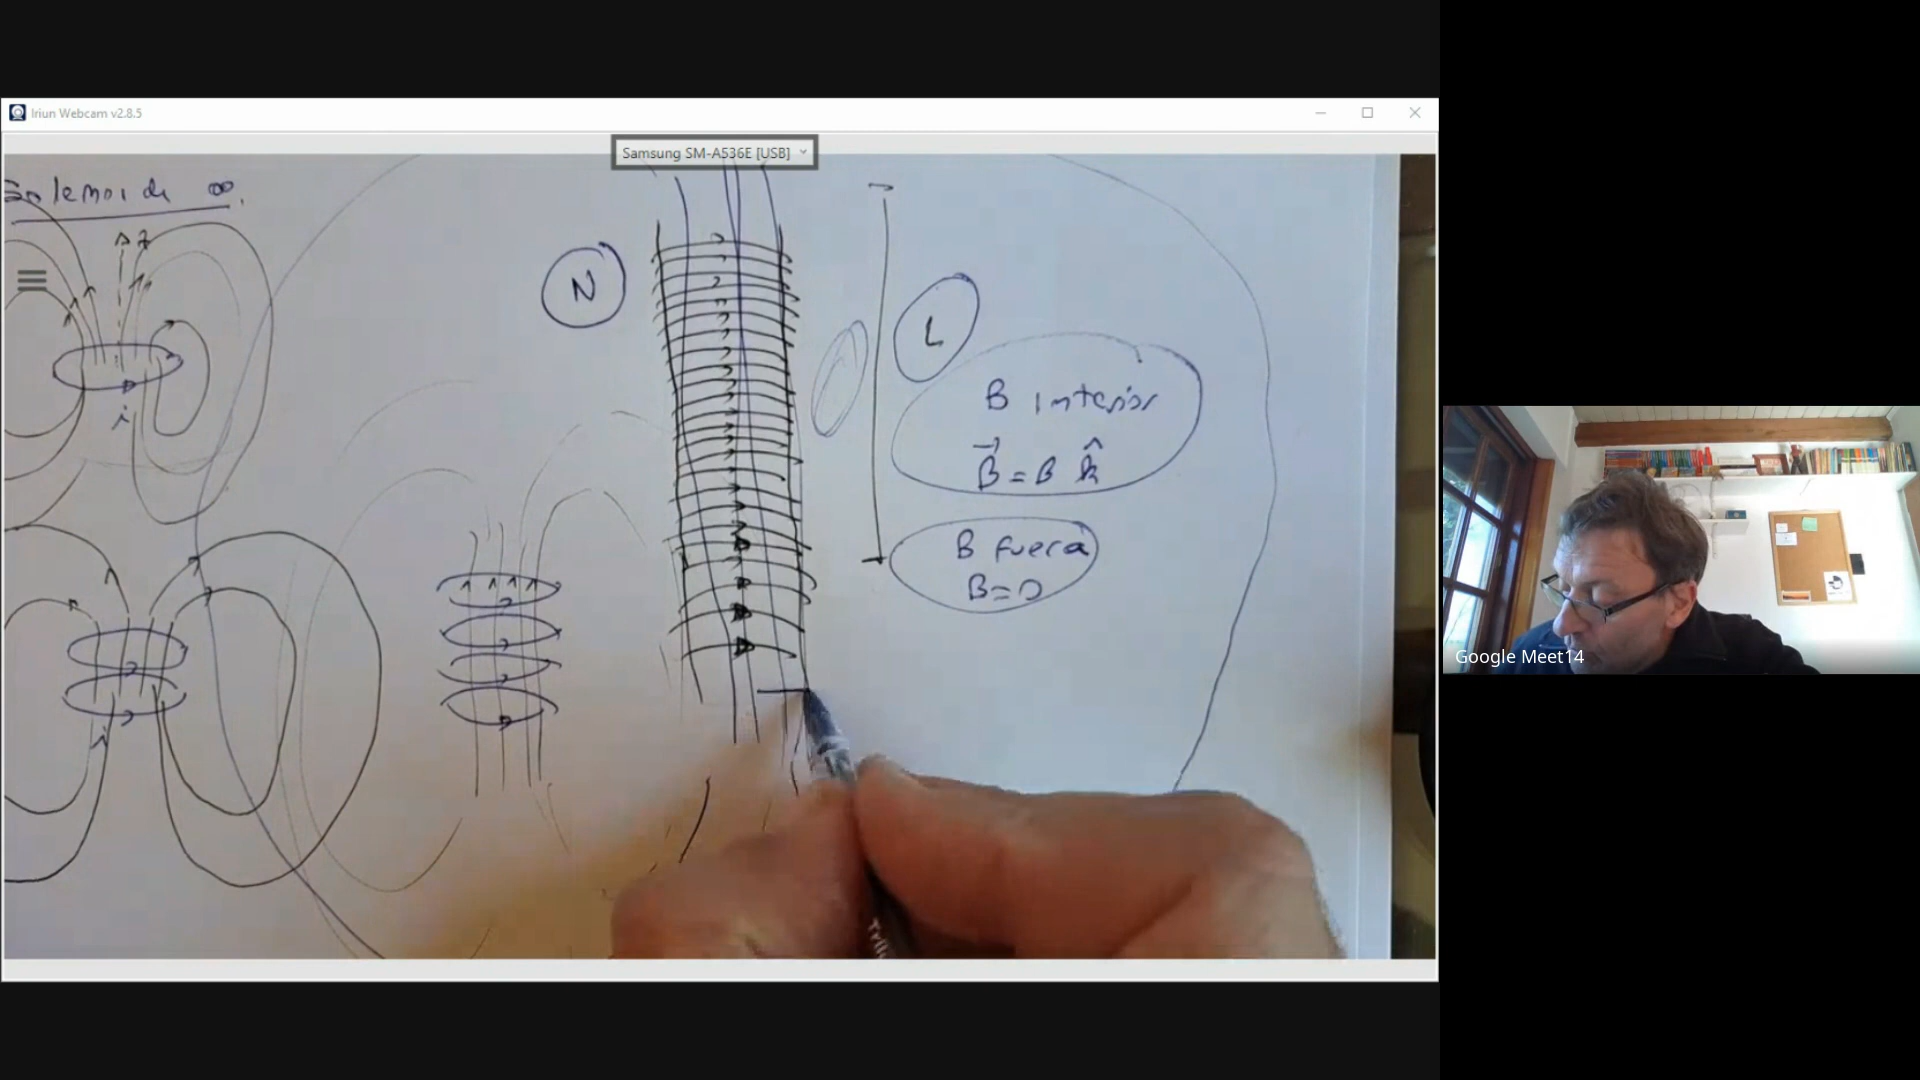 Iriun Webcam v2.8.5
Samsung SM-A536E [USB]
Solenoide ∞.
z
i
i
N
L
B interior
B⃗ = B k̂
B fuera
B=0
Google Meet14